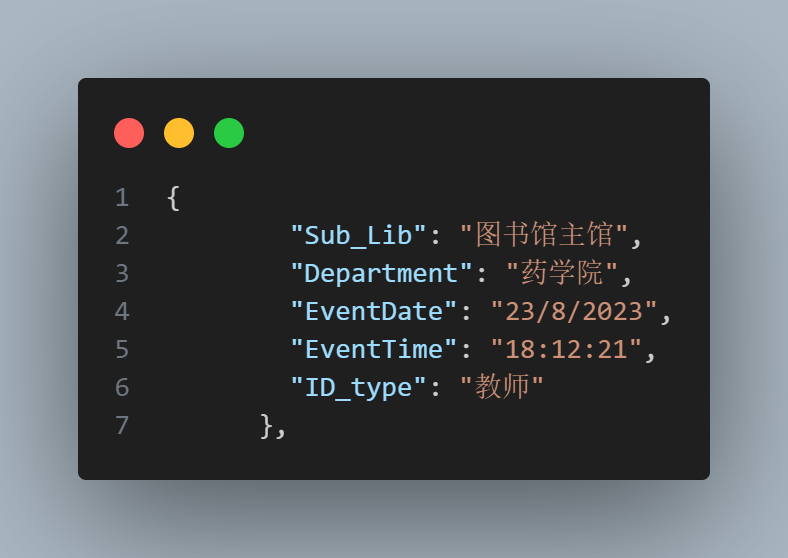 1 {
2 "Sub_Lib": "图书馆主馆",
3 "Department": "药学院",
4 "EventDate": "23/8/2023",
5 "EventTime": "18:12:21",
6 "ID_type": "教师"
7 },